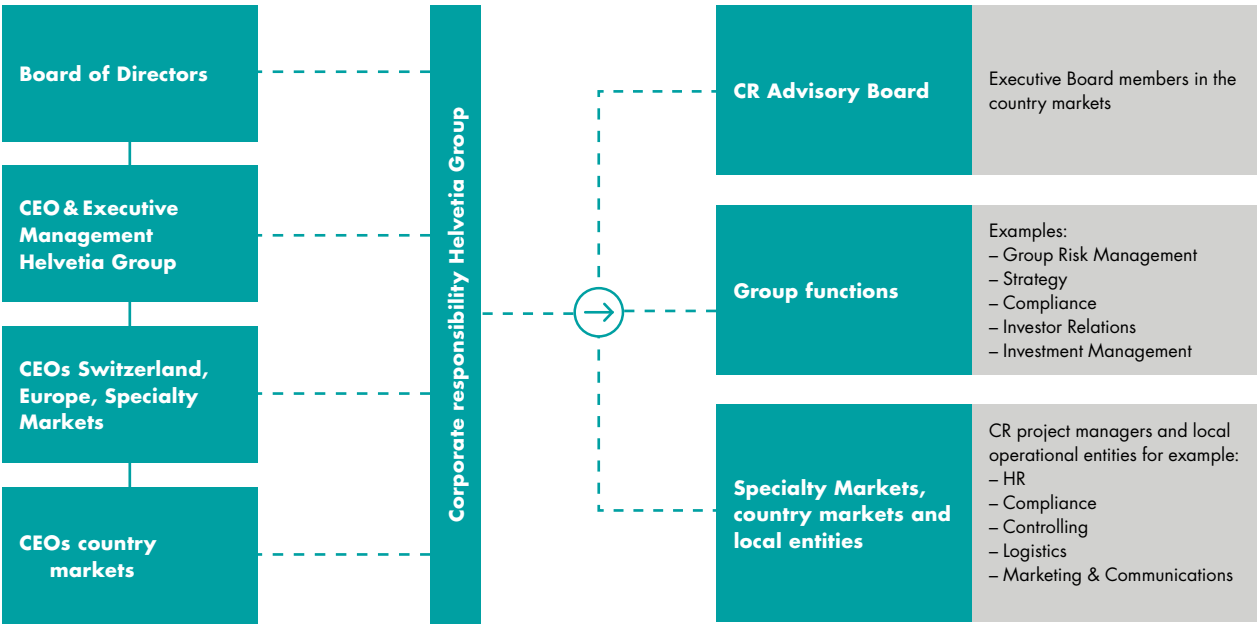 Board of Directors
CEO & Executive
Management
Helvetia Group
CEOs Switzerland,
Europe, Specialty
Markets
CEOs country
markets
Corporate responsibility Helvetia Group
CR Advisory Board
Executive Board members in the
country markets
Group functions
Examples:
– Group Risk Management
– Strategy
– Compliance
– Investor Relations
– Investment Management
Specialty Markets,
country markets and
local entities
CR project managers and local
operational entities for example:
– HR
– Compliance
– Controlling
– Logistics
– Marketing & Communications